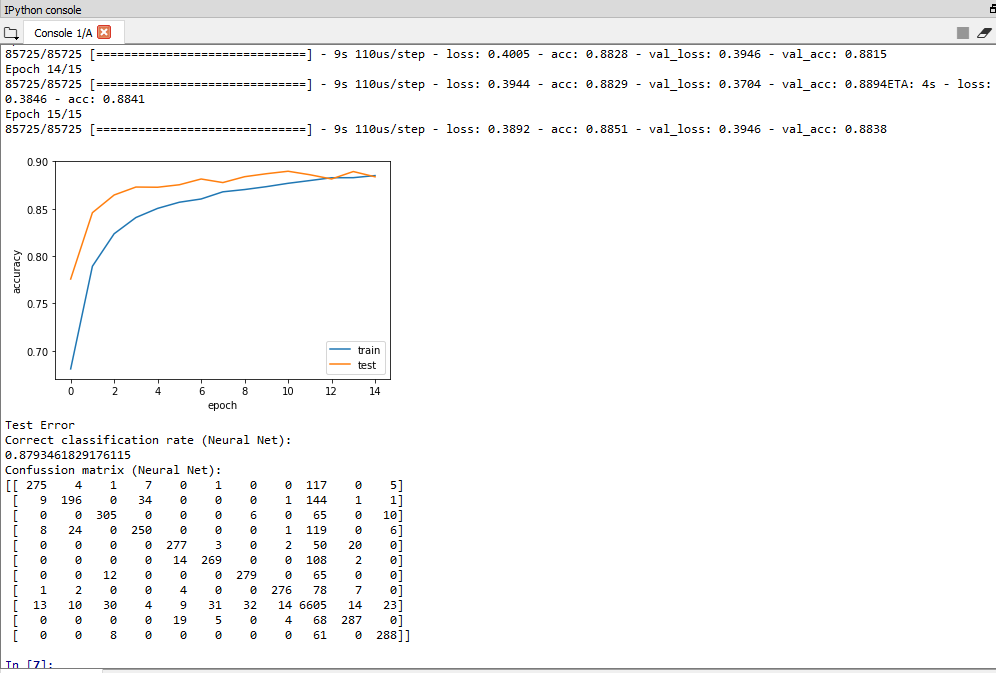 IPython console
Console 1/A
85725/85725 [==============================] - 9s 110us/step - loss: 0.4005 - acc: 0.8828 - val_loss: 0.3946 - val_acc: 0.8815
Epoch 14/15
85725/85725 [==============================] - 9s 110us/step - loss: 0.3944 - acc: 0.8829 - val_loss: 0.3704 - val_acc: 0.8894ETA: 4s - loss:
0.3846 - acc: 0.8841
Epoch 15/15
85725/85725 [==============================] - 9s 110us/step - loss: 0.3892 - acc: 0.8851 - val_loss: 0.3946 - val_acc: 0.8838
0.90
0.85
0.80
0.75
0.70
accuracy
train
test
0 2 4 6 8 10 12 14
epoch
Test Error
Correct classification rate (Neural Net):
0.8793461829176115
Confussion matrix (Neural Net):
[[ 275 4 1 7 0 1 0 0 117 0 5]
[ 9 196 0 34 0 0 0 1 144 1 1]
[ 0 0 305 0 0 0 6 0 65 0 10]
[ 8 24 0 250 0 0 0 1 119 0 6]
[ 0 0 0 0 277 3 0 2 50 20 0]
[ 0 0 0 0 14 269 0 0 108 2 0]
[ 0 0 12 0 0 0 279 0 65 0 0]
[ 1 2 0 0 4 0 0 276 78 7 0]
[ 13 10 30 4 9 31 32 14 6605 14 23]
[ 0 0 0 0 19 5 0 4 68 287 0]
[ 0 0 8 0 0 0 0 0 61 0 288]]
In [7]: